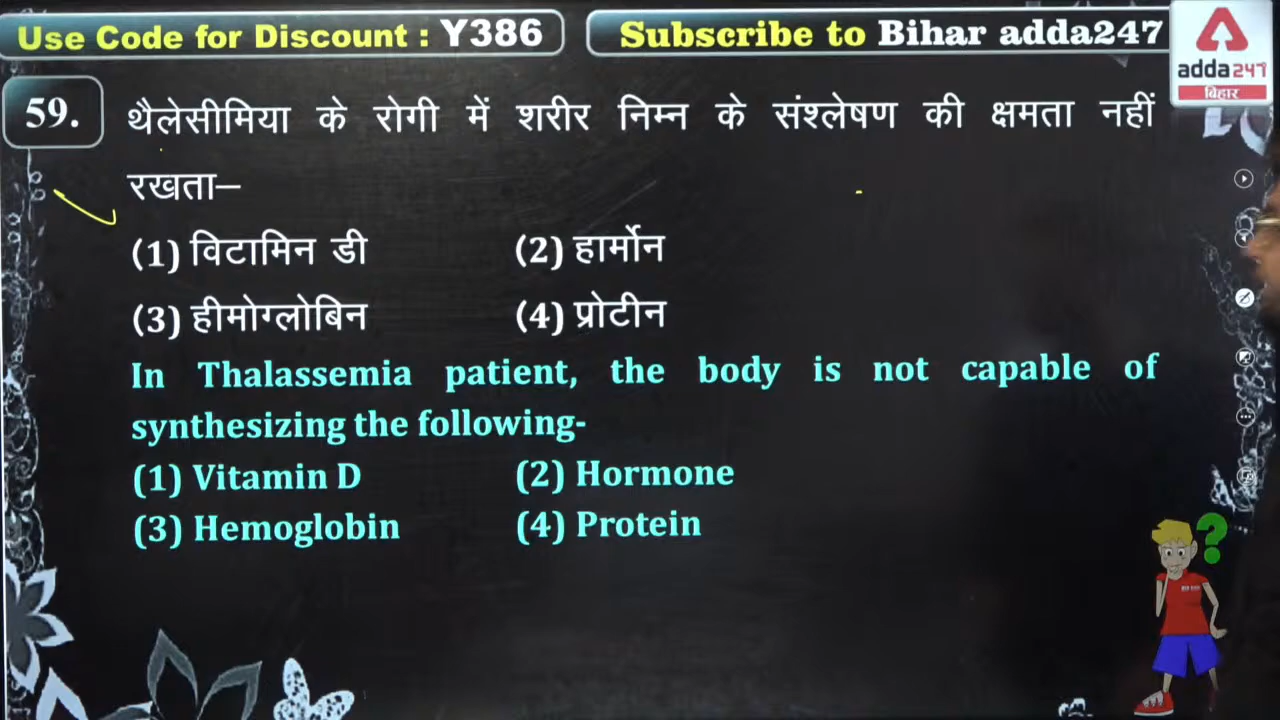 Use Code for Discount : Y386
Subscribe to Bihar adda247
adda247
बिहार
59. थैलेसीमिया के रोगी में शरीर निम्न के संश्लेषण की क्षमता नहीं
रखता–
(1) विटामिन डी (2) हार्मोन
(3) हीमोग्लोबिन (4) प्रोटीन
In Thalassemia patient, the body is not capable of
synthesizing the following-
(1) Vitamin D (2) Hormone
(3) Hemoglobin (4) Protein